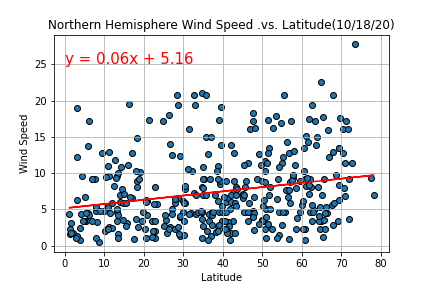 Northern Hemisphere Wind Speed .vs. Latitude(10/18/20)
y = 0.06x + 5.16
25
20
15
10
5
0
Wind Speed
0 10 20 30 40 50 60 70 80
Latitude